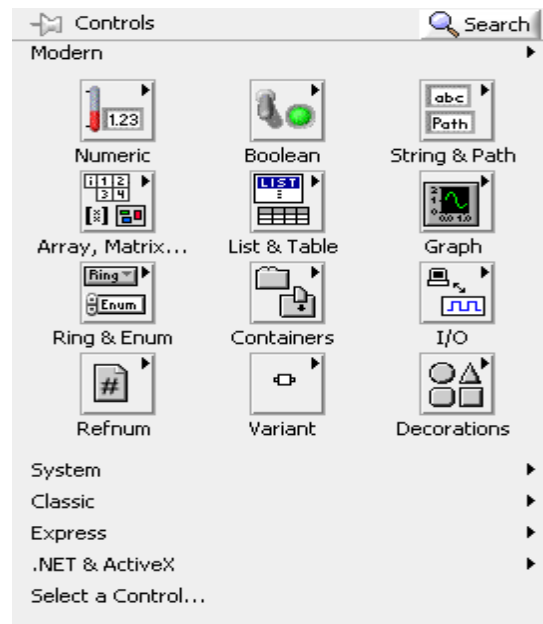 Controls Search
Modern
1.23 abc
Path
Numeric Boolean String & Path
1 2 LIST
3 4
Array, Matrix... List & Table Graph
Ring
Enum
Ring & Enum Containers I/O
#
Refnum Variant Decorations
System
Classic
Express
.NET & ActiveX
Select a Control...